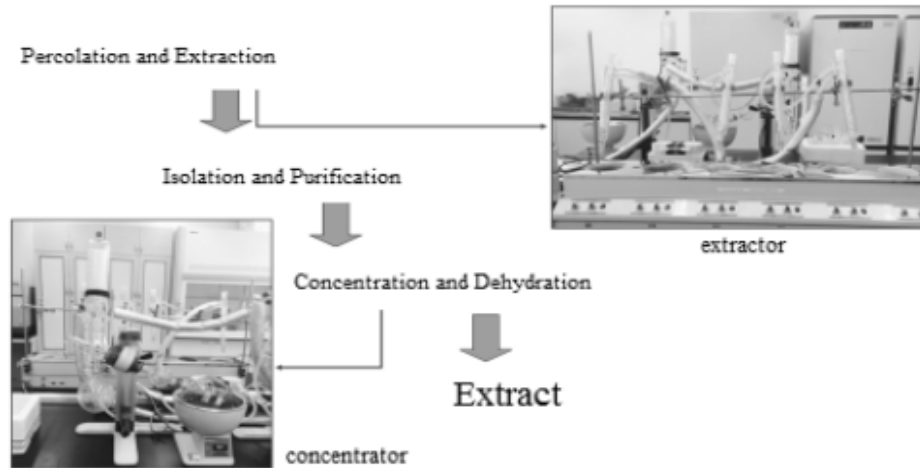 Percolation and Extraction
Isolation and Purification
extractor
Concentration and Dehydration
Extract
concentrator